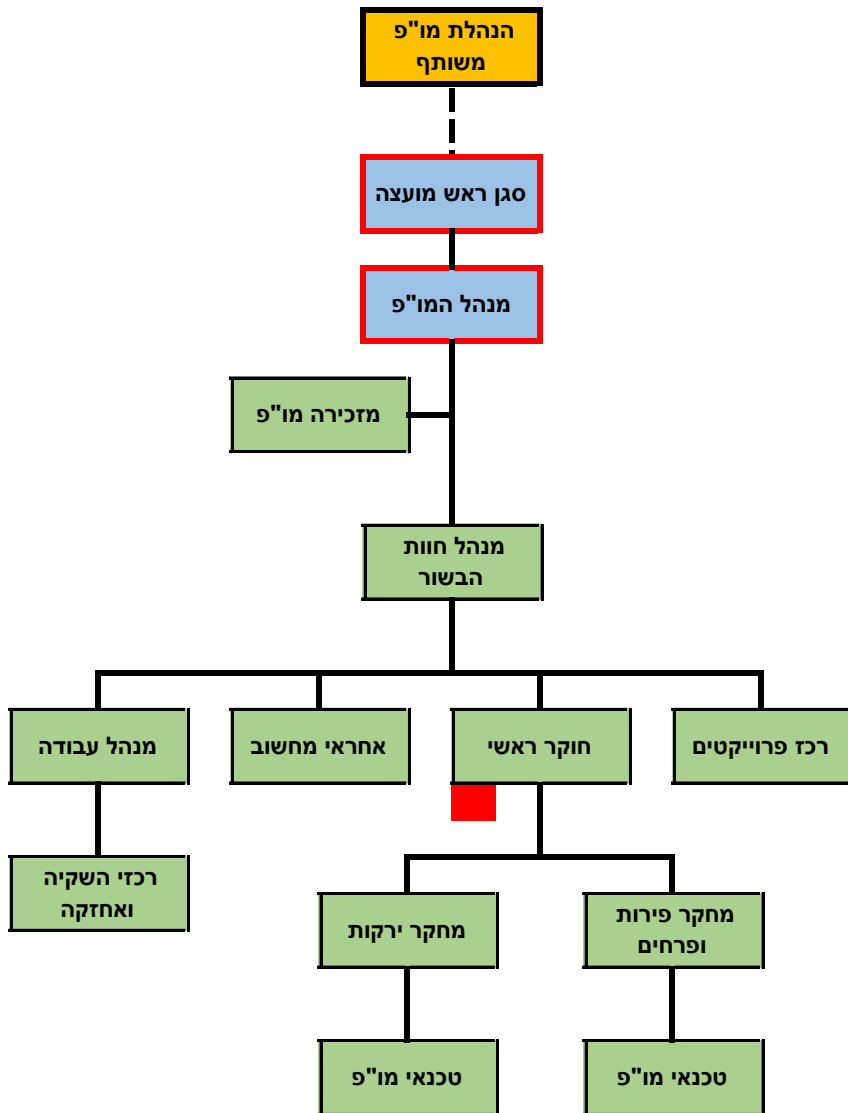 הנהלת מו"פ
משותף
סגן ראש מועצה
מנהל המו"פ
מזכירה מו"פ
מנהל חוות
הבשור
רכז פרוייקטים
חוקר ראשי
אחראי מחשוב
מנהל עבודה
רכזי השקיה
ואחזקה
מחקר פירות
ופרחים
מחקר ירקות
טכנאי מו"פ
טכנאי מו"פ